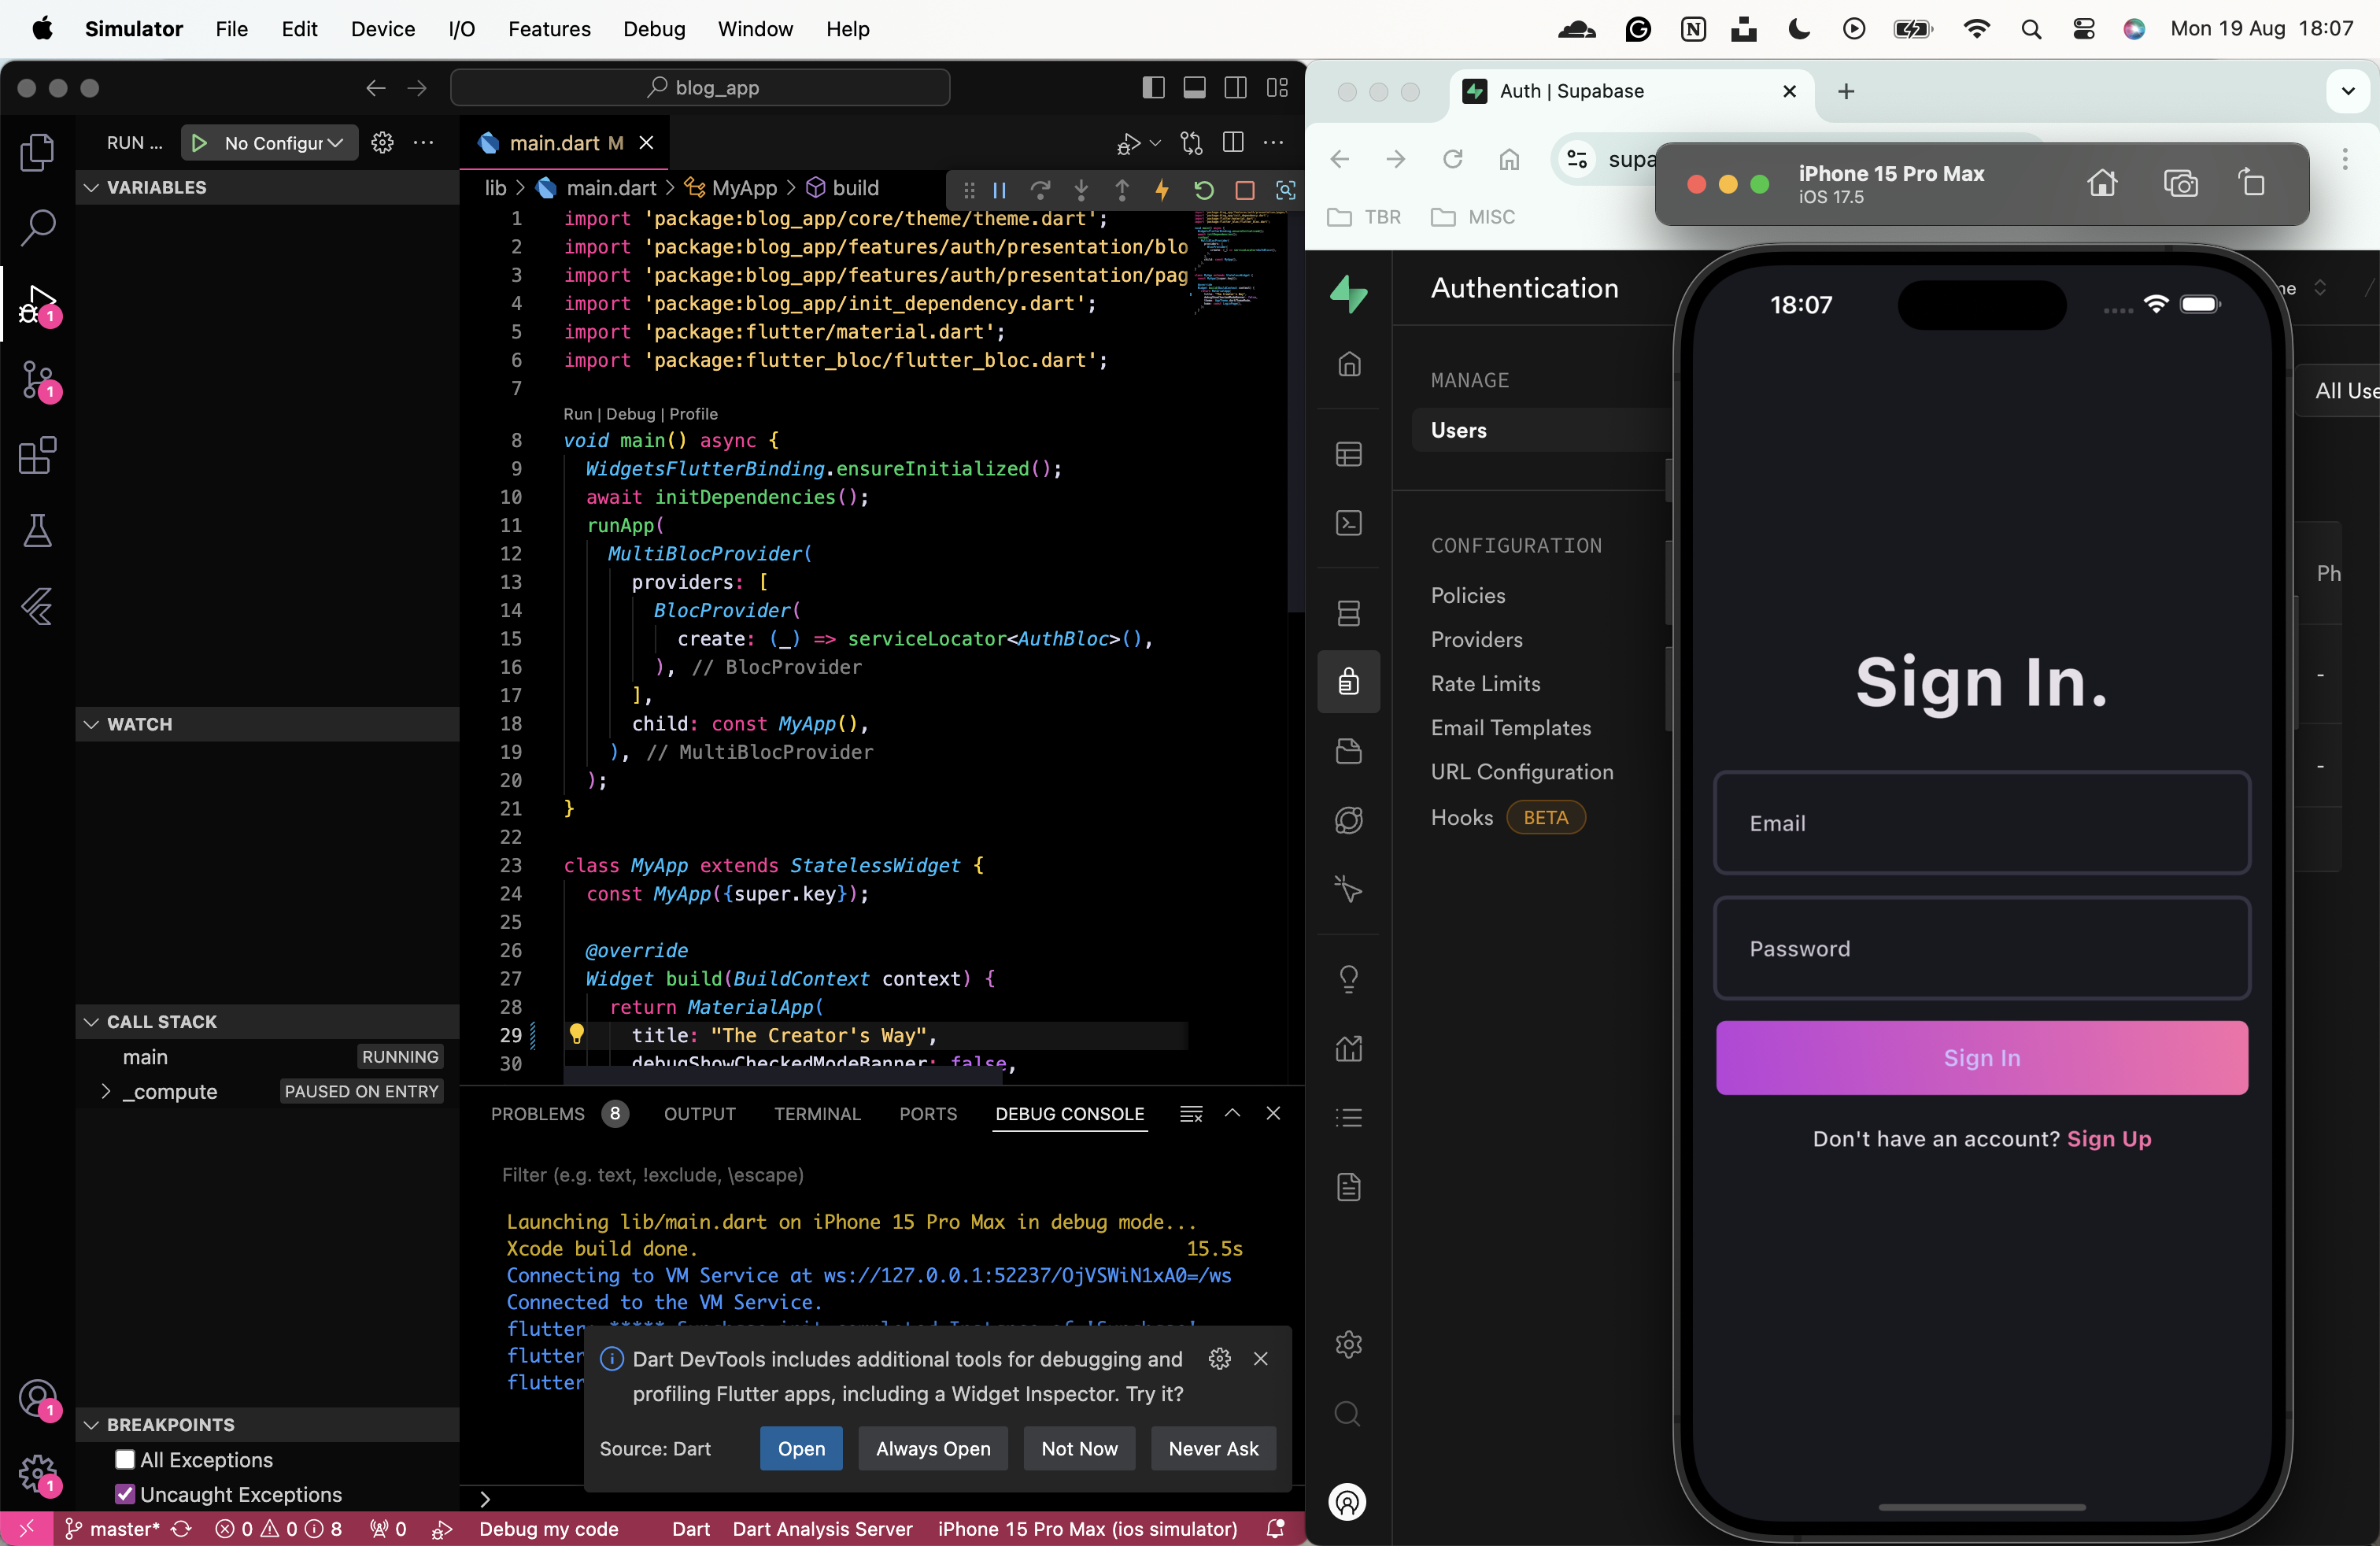 Simulator File Edit Device I/O Features Debug Window Help Mon 19 Aug 18:07
blog_app
RUN ... No Configur
VARIABLES
WATCH
CALL STACK
main RUNNING
_compute PAUSED ON ENTRY
BREAKPOINTS
All Exceptions
Uncaught Exceptions
1
1
1
1
main.dart M
lib > main.dart > MyApp > build
1 import 'package:blog_app/core/theme/theme.dart';
2 import 'package:blog_app/features/auth/presentation/blo
3 import 'package:blog_app/features/auth/presentation/pag
4 import 'package:blog_app/init_dependency.dart';
5 import 'package:flutter/material.dart';
6 import 'package:flutter_bloc/flutter_bloc.dart';
7
Run | Debug | Profile
8 void main() async {
9 WidgetsFlutterBinding.ensureInitialized();
10 await initDependencies();
11 runApp(
12 MultiBlocProvider(
13 providers: [
14 BlocProvider(
15 create: (_) => serviceLocator<AuthBloc>(),
16 ), // BlocProvider
17 ],
18 child: const MyApp(),
19 ), // MultiBlocProvider
20 );
21 }
22
23 class MyApp extends StatelessWidget {
24 const MyApp({super.key});
25
26 @override
27 Widget build(BuildContext context) {
28 return MaterialApp(
29 title: "The Creator's Way",
30 debugShowCheckedModeBanner: false,
PROBLEMS 8 OUTPUT TERMINAL PORTS DEBUG CONSOLE
Filter (e.g. text, !exclude, \escape)
Launching lib/main.dart on iPhone 15 Pro Max in debug mode...
Xcode build done. 15.5s
Connecting to VM Service at ws://127.0.0.1:52237/OjVSWiN1xA0=/ws
Connected to the VM Service.
flutter: ***** Supabase init completed Instance of 'Supabase'
flutter
flutter
Dart DevTools includes additional tools for debugging and
profiling Flutter apps, including a Widget Inspector. Try it?
Source: Dart Open Always Open Not Now Never Ask
master* 0 0 8 0 Debug my code Dart Dart Analysis Server iPhone 15 Pro Max (ios simulator)
Auth | Supabase
supa
TBR MISC
Authentication
ne
MANAGE
Users
CONFIGURATION
Policies
Providers
Rate Limits
Email Templates
URL Configuration
Hooks BETA
All Use
Ph
-
-
iPhone 15 Pro Max
iOS 17.5
18:07
Sign In.
Email
Password
Sign In
Don't have an account? Sign Up